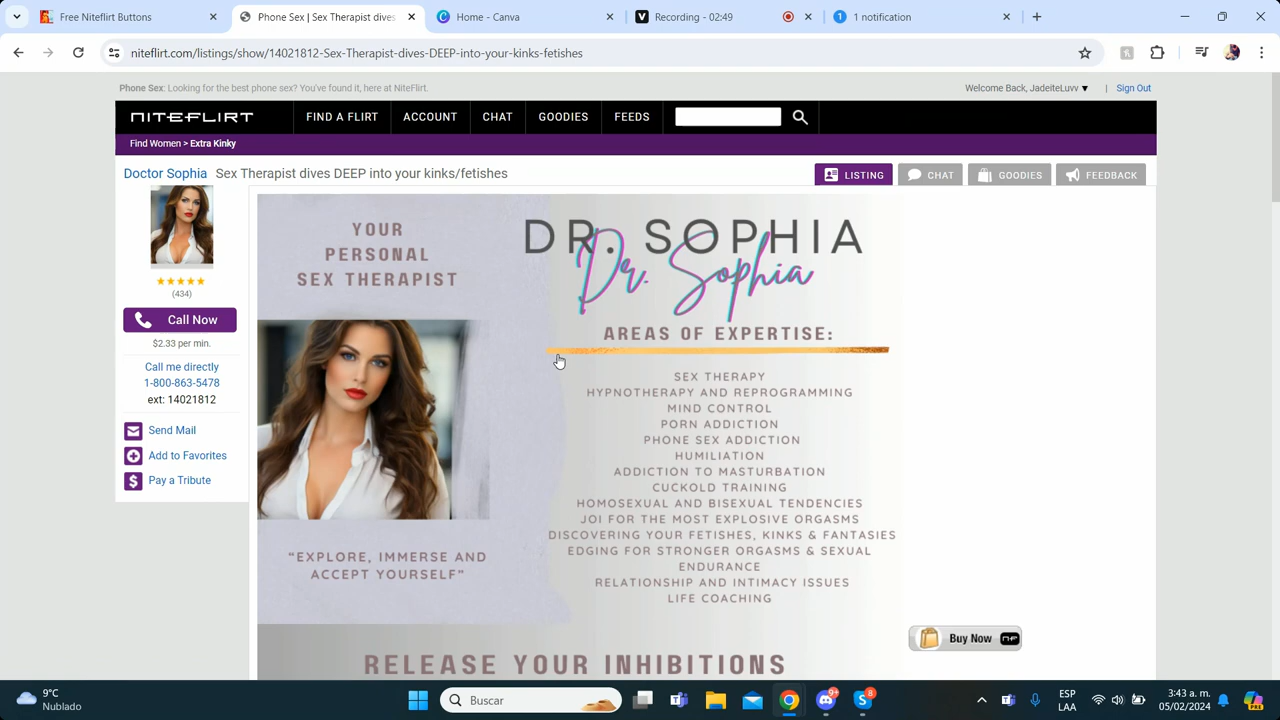 Free Niteflirt Buttons
Phone Sex | Sex Therapist dives
Home - Canva
Recording - 02:49
1 notification
niteflirt.com/listings/show/14021812-Sex-Therapist-dives-DEEP-into-your-kinks-fetishes
Phone Sex: Looking for the best phone sex? You've found it, here at NiteFlirt.
Welcome Back, JadeiteLuvv ▼ | Sign Out
NITEFLIRT
FIND A FLIRT
ACCOUNT
CHAT
GOODIES
FEEDS
Find Women > Extra Kinky
Doctor Sophia Sex Therapist dives DEEP into your kinks/fetishes
LISTING
CHAT
GOODIES
FEEDBACK
(434)
Call Now
$2.33 per min.
Call me directly
1-800-863-5478
ext: 14021812
Send Mail
Add to Favorites
Pay a Tribute
YOUR
PERSONAL
SEX THERAPIST
"EXPLORE, IMMERSE AND
ACCEPT YOURSELF"
DR. SOPHIA
Dr. Sophia
AREAS OF EXPERTISE:
SEX THERAPY
HYPNOTHERAPY AND REPROGRAMMING
MIND CONTROL
PORN ADDICTION
PHONE SEX ADDICTION
HUMILIATION
ADDICTION TO MASTURBATION
CUCKOLD TRAINING
HOMOSEXUAL AND BISEXUAL TENDENCIES
JOI FOR THE MOST EXPLOSIVE ORGASMS
DISCOVERING YOUR FETISHES, KINKS & FANTASIES
EDGING FOR STRONGER ORGASMS & SEXUAL
ENDURANCE
RELATIONSHIP AND INTIMACY ISSUES
LIFE COACHING
Buy Now
RELEASE YOUR INHIBITIONS
9°C
Nublado
Buscar
9+
8
ESP
LAA
3:43 a. m.
05/02/2024